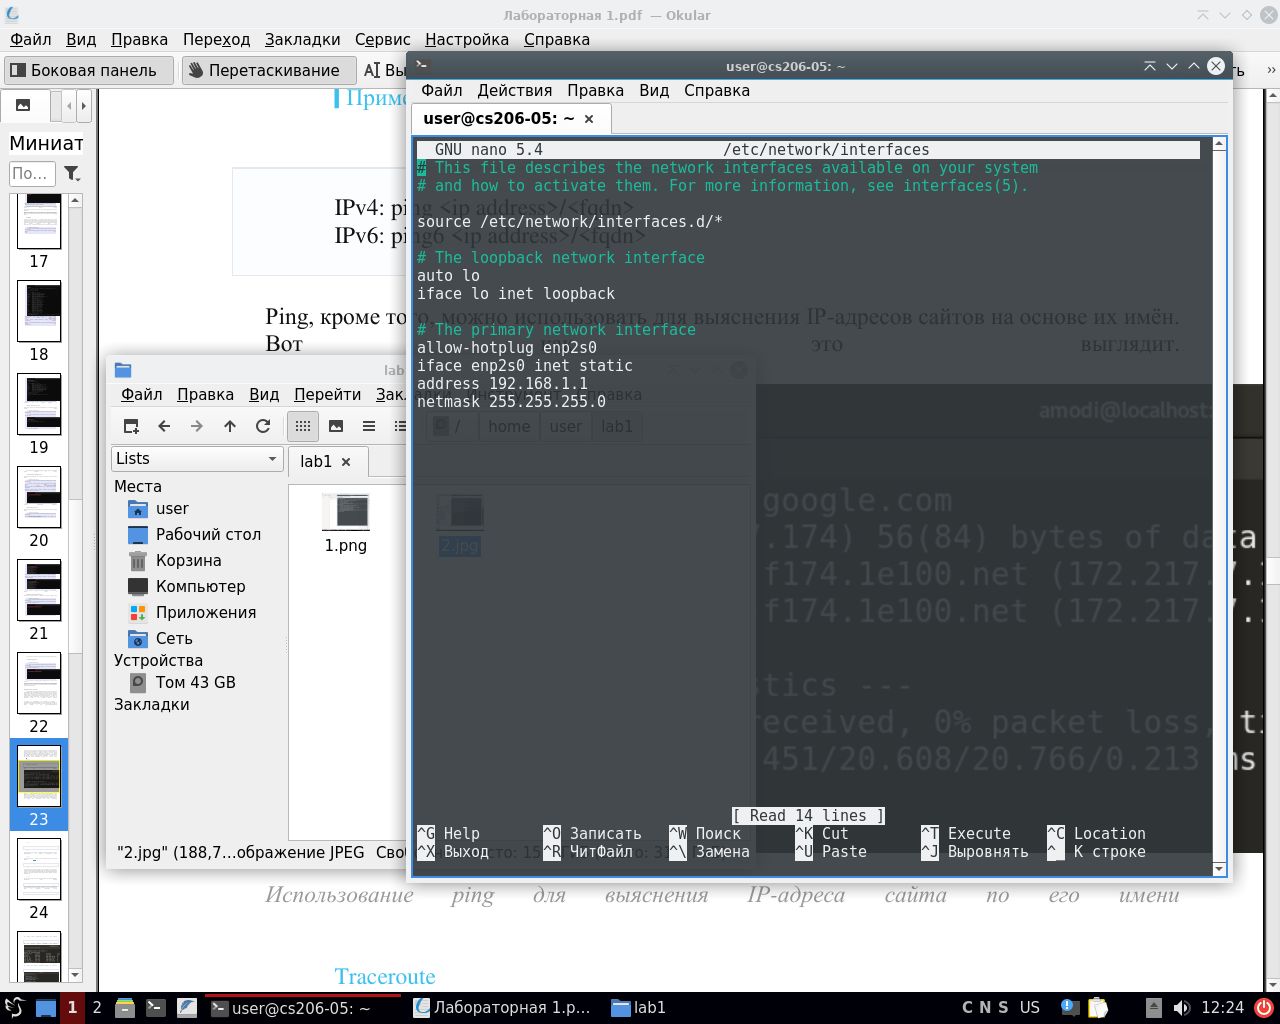 Лабораторная 1.pdf — Okular
Файл Вид Правка Переход Закладки Сервис Настройка Справка
Боковая панель Перетаскивание
Миниат
По...
17
18
19
20
21
22
23
24
IPv4: ping <ip address>/<fqdn>
IPv6: ping6 <ip address>/<fqdn>
Ping, кроме того, можно использовать для выяснения IP-адресов сайтов на основе их имён.
Вот это выглядит.
amodi@localhost:
google.com
.174) 56(84) bytes of data
f174.1e100.net (172.217.
f174.1e100.net (172.217.
stics ---
received, 0% packet loss, ti
451/20.608/20.766/0.213 ms
Использование ping для выяснения IP-адреса сайта по его имени
Traceroute
Файл Правка Вид Перейти
/ home user lab1
Lists
lab1
Места
user
Рабочий стол
Корзина
Компьютер
Приложения
Сеть
Устройства
Том 43 GB
Закладки
1.png
2.jpg
"2.jpg" (188,7...ображение JPEG
user@cs206-05: ~
Файл Действия Правка Вид Справка
user@cs206-05: ~
GNU nano 5.4 /etc/network/interfaces
# This file describes the network interfaces available on your system
# and how to activate them. For more information, see interfaces(5).
source /etc/network/interfaces.d/*
# The loopback network interface
auto lo
iface lo inet loopback
# The primary network interface
allow-hotplug enp2s0
iface enp2s0 inet static
address 192.168.1.1
netmask 255.255.255.0
[ Read 14 lines ]
^G Help ^O Записать ^W Поиск ^K Cut ^T Execute ^C Location
^X Выход ^R ЧитФайл ^\ Замена ^U Paste ^J Выровнять ^_ К строке
1 2 user@cs206-05: ~ Лабораторная 1.p... lab1 C N S US 12:24